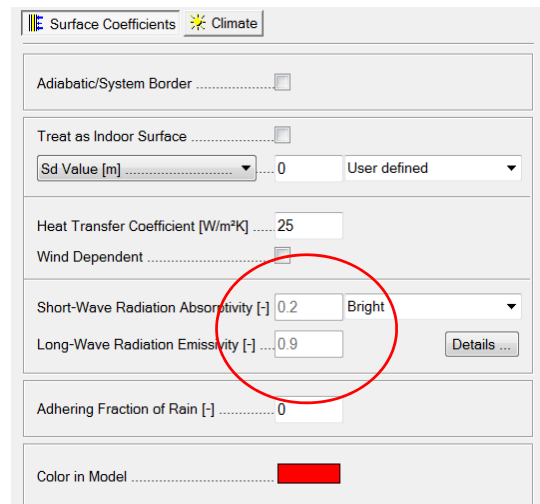 Surface Coefficients Climate
Adiabatic/System Border
Treat as Indoor Surface
Sd Value [m] 0 User defined
Heat Transfer Coefficient [W/m²K] 25
Wind Dependent
Short-Wave Radiation Absorptivity [-] 0.2 Bright
Long-Wave Radiation Emissivity [-] 0.9 Details ...
Adhering Fraction of Rain [-] 0
Color in Model